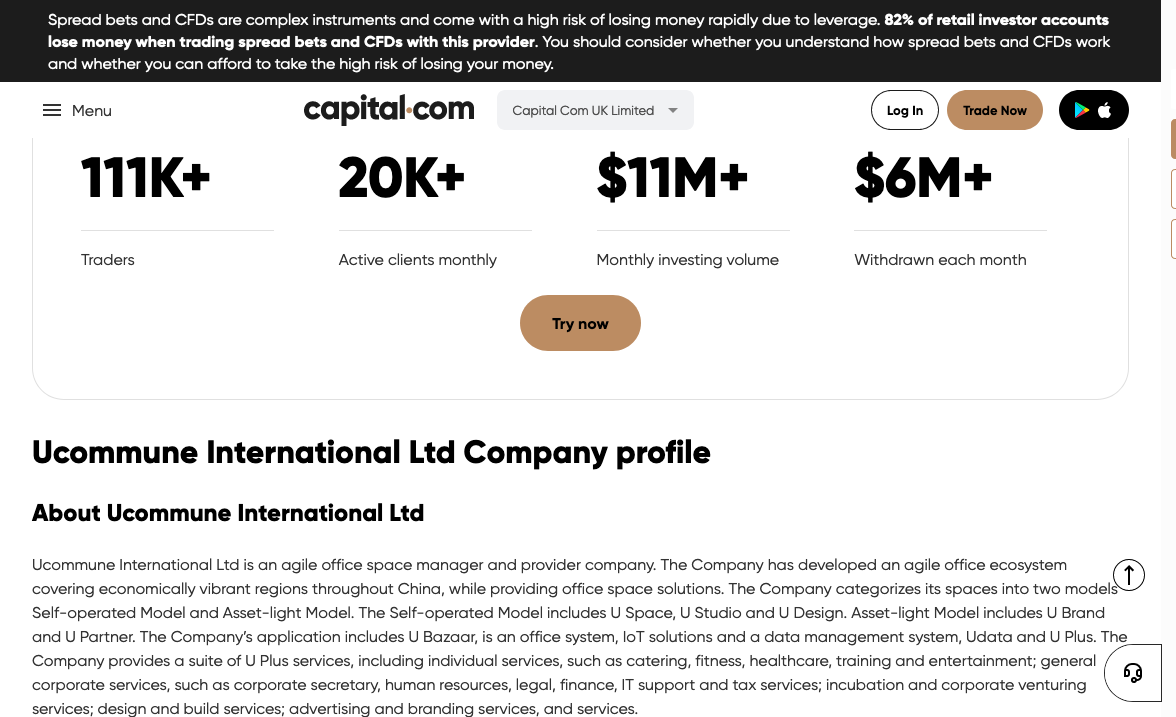 Spread bets and CFDs are complex instruments and come with a high risk of losing money rapidly due to leverage. 82% of retail investor accounts
lose money when trading spread bets and CFDs with this provider. You should consider whether you understand how spread bets and CFDs work
and whether you can afford to take the high risk of losing your money.
Menu
capital.com
Capital Com UK Limited
Log In
Trade Now
111K+
20K+
$11M+
$6M+
Traders
Active clients monthly
Monthly investing volume
Withdrawn each month
Try now
Ucommune International Ltd Company profile
About Ucommune International Ltd
Ucommune International Ltd is an agile office space manager and provider company. The Company has developed an agile office ecosystem
covering economically vibrant regions throughout China, while providing office space solutions. The Company categorizes its spaces into two models
Self-operated Model and Asset-light Model. The Self-operated Model includes U Space, U Studio and U Design. Asset-light Model includes U Brand
and U Partner. The Company’s application includes U Bazaar, is an office system, IoT solutions and a data management system, Udata and U Plus. The
Company provides a suite of U Plus services, including individual services, such as catering, fitness, healthcare, training and entertainment; general
corporate services, such as corporate secretary, human resources, legal, finance, IT support and tax services; incubation and corporate venturing
services; design and build services; advertising and branding services, and services.